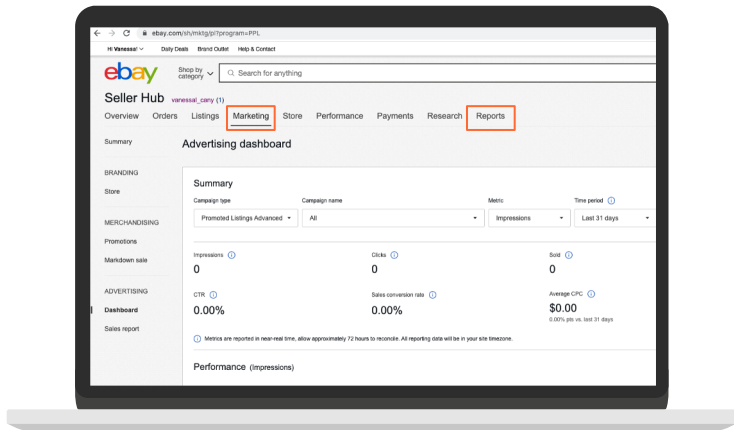 ebay.com/sh/mktg/pl?program=PPL
Hi Vanessa! Daily Deals Brand Outlet Help & Contact
ebay Shop by category Search for anything
Seller Hub vanessal_cany (1)
Overview Orders Listings Marketing Store Performance Payments Research Reports
Summary
Advertising dashboard
BRANDING
Store
MERCHANDISING
Promotions
Markdown sale
ADVERTISING
Dashboard
Sales report
Summary
Campaign type Campaign name Metric Time period
Promoted Listings Advanced All Impressions Last 31 days
Impressions Clicks Sold
0 0 0
CTR Sales conversion rate Average CPC
0.00% 0.00% $0.00
0.00% pts vs. last 31 days
Metrics are reported in near-real time, allow approximately 72 hours to reconcile. All reporting data will be in your site timezone.
Performance (Impressions)